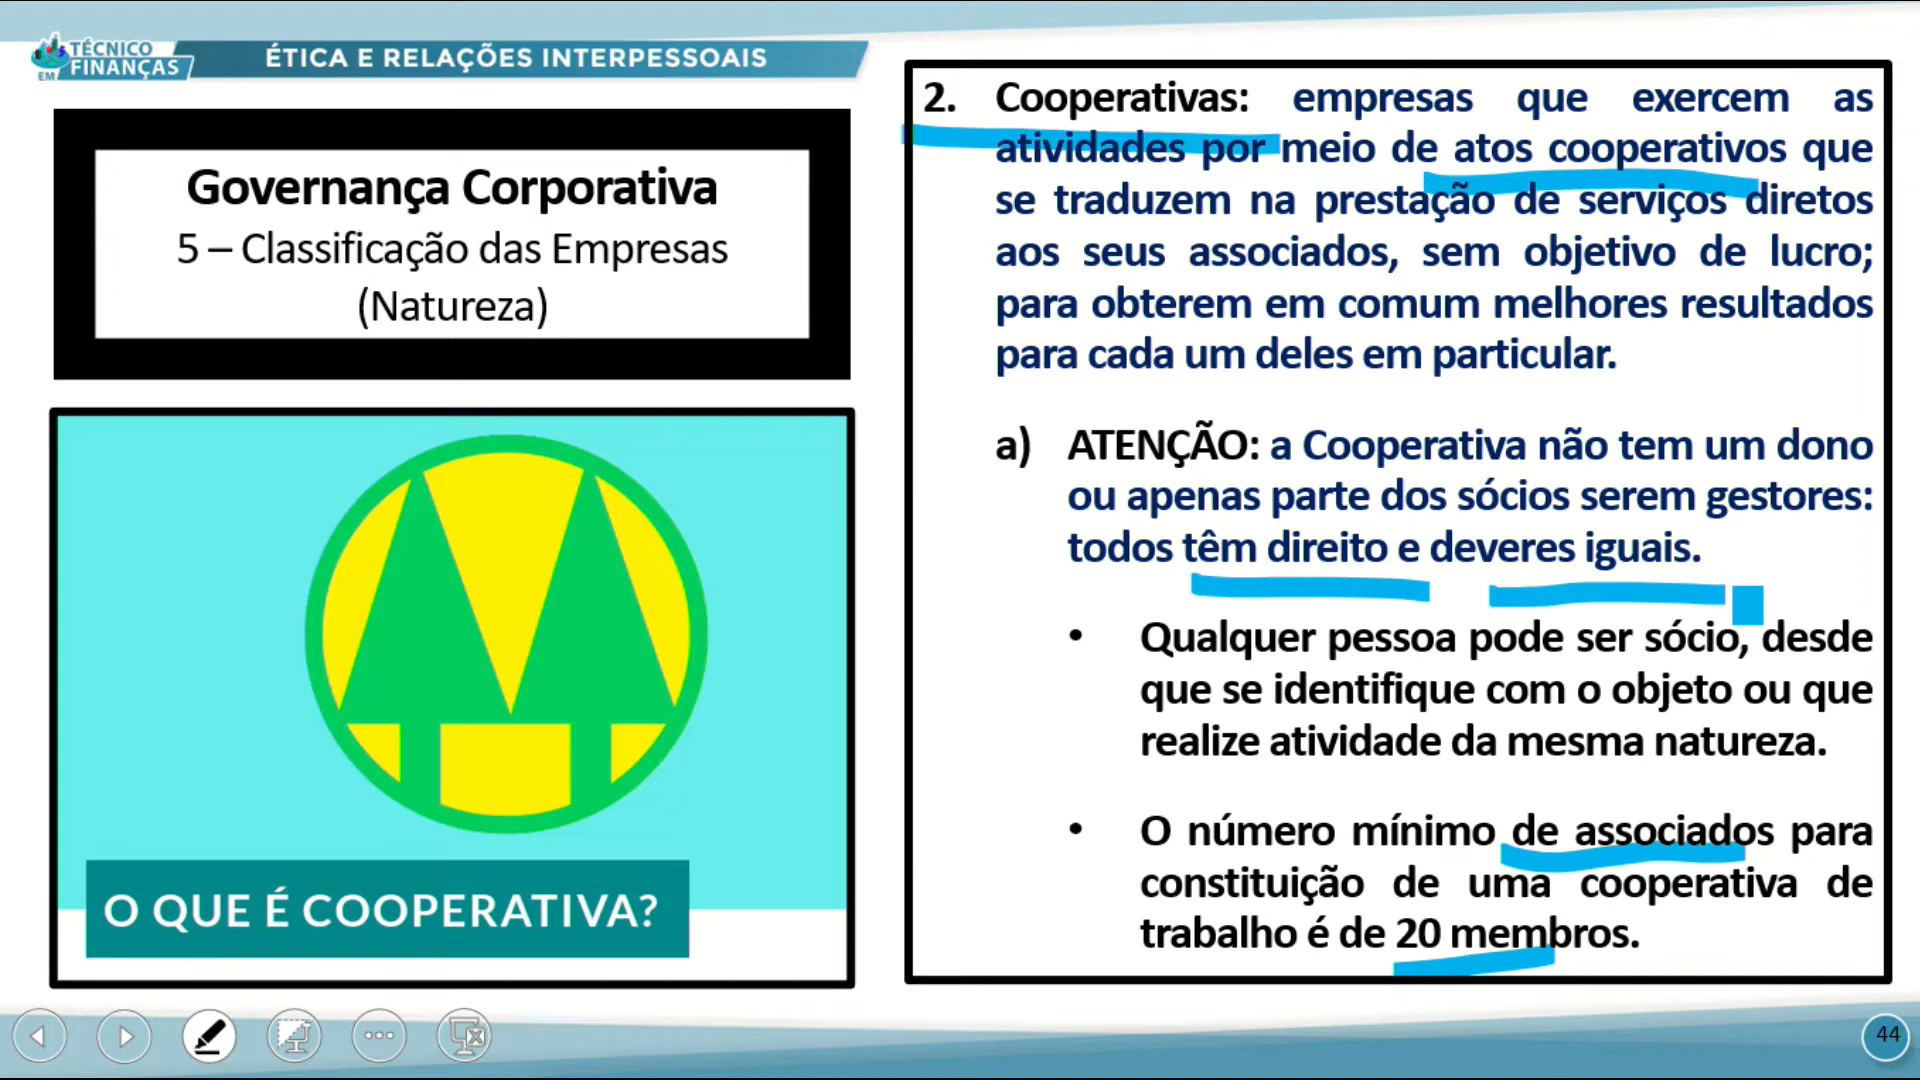 TÉCNICO
EM FINANÇAS
ÉTICA E RELAÇÕES INTERPESSOAIS
Governança Corporativa
5 – Classificação das Empresas
(Natureza)
O QUE É COOPERATIVA?
2. Cooperativas: empresas que exercem as
atividades por meio de atos cooperativos que
se traduzem na prestação de serviços diretos
aos seus associados, sem objetivo de lucro;
para obterem em comum melhores resultados
para cada um deles em particular.
a) ATENÇÃO: a Cooperativa não tem um dono
ou apenas parte dos sócios serem gestores:
todos têm direito e deveres iguais.
• Qualquer pessoa pode ser sócio, desde
que se identifique com o objeto ou que
realize atividade da mesma natureza.
• O número mínimo de associados para
constituição de uma cooperativa de
trabalho é de 20 membros.
44